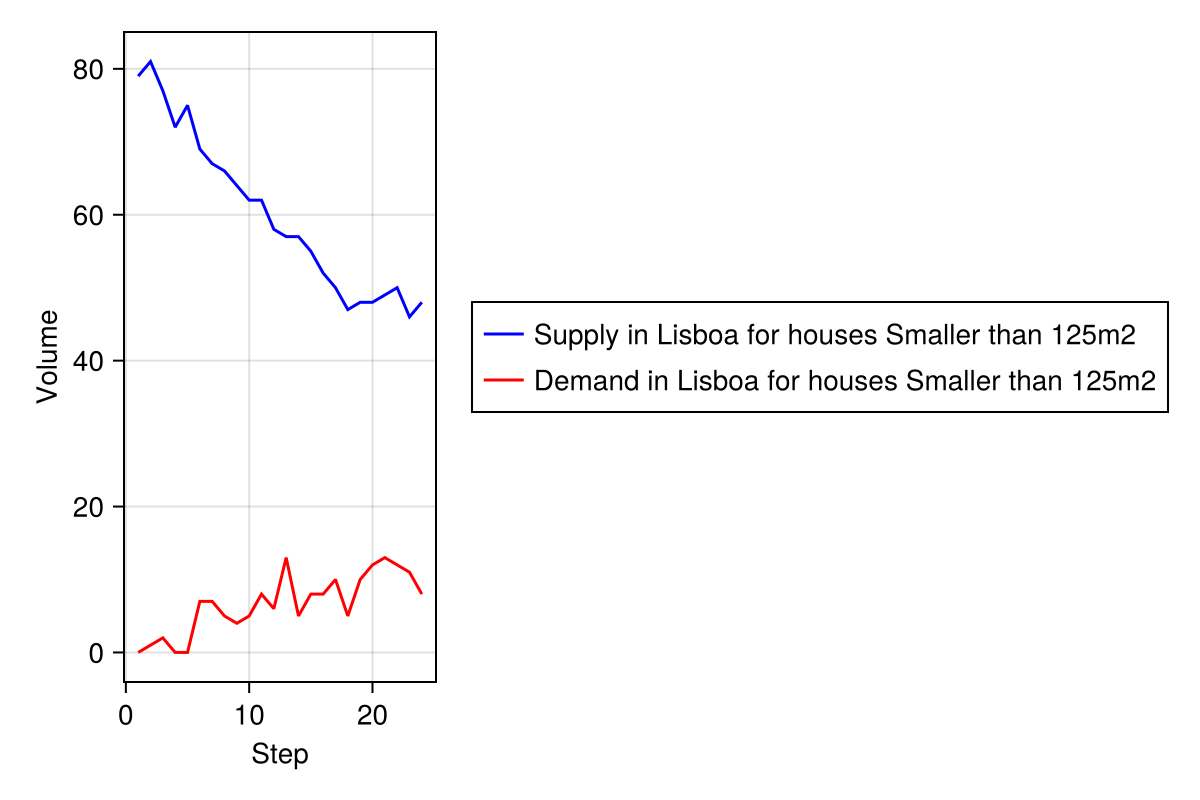 80
60
40
20
0
Volume
0 10 20
Step
Supply in Lisboa for houses Smaller than 125m2
Demand in Lisboa for houses Smaller than 125m2